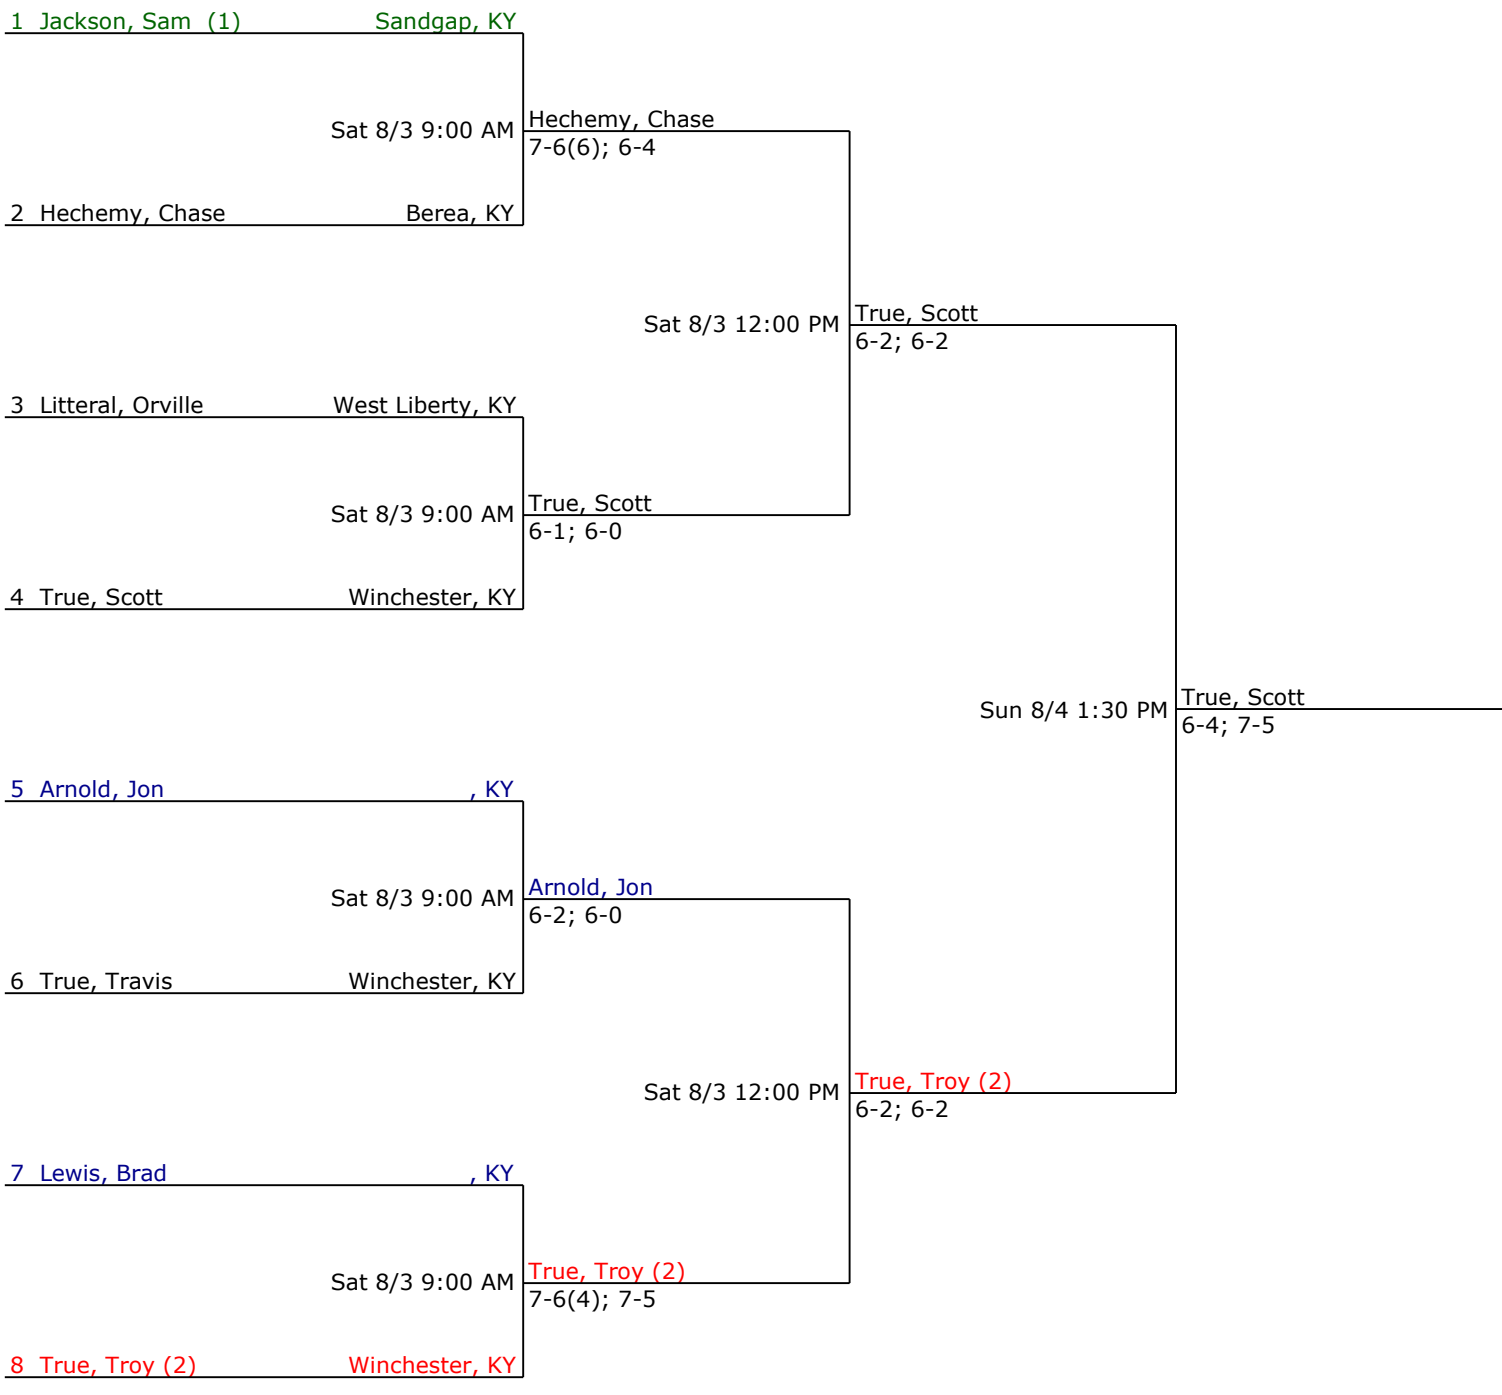 1 Jackson, Sam (1) Sandgap, KY
Sat 8/3 9:00 AM
Hechemy, Chase
7-6(6); 6-4
2 Hechemy, Chase Berea, KY
Sat 8/3 12:00 PM
True, Scott
6-2; 6-2
3 Litteral, Orville West Liberty, KY
Sat 8/3 9:00 AM
True, Scott
6-1; 6-0
4 True, Scott Winchester, KY
Sun 8/4 1:30 PM
True, Scott
6-4; 7-5
5 Arnold, Jon , KY
Sat 8/3 9:00 AM
Arnold, Jon
6-2; 6-0
6 True, Travis Winchester, KY
Sat 8/3 12:00 PM
True, Troy (2)
6-2; 6-2
7 Lewis, Brad , KY
Sat 8/3 9:00 AM
True, Troy (2)
7-6(4); 7-5
8 True, Troy (2) Winchester, KY